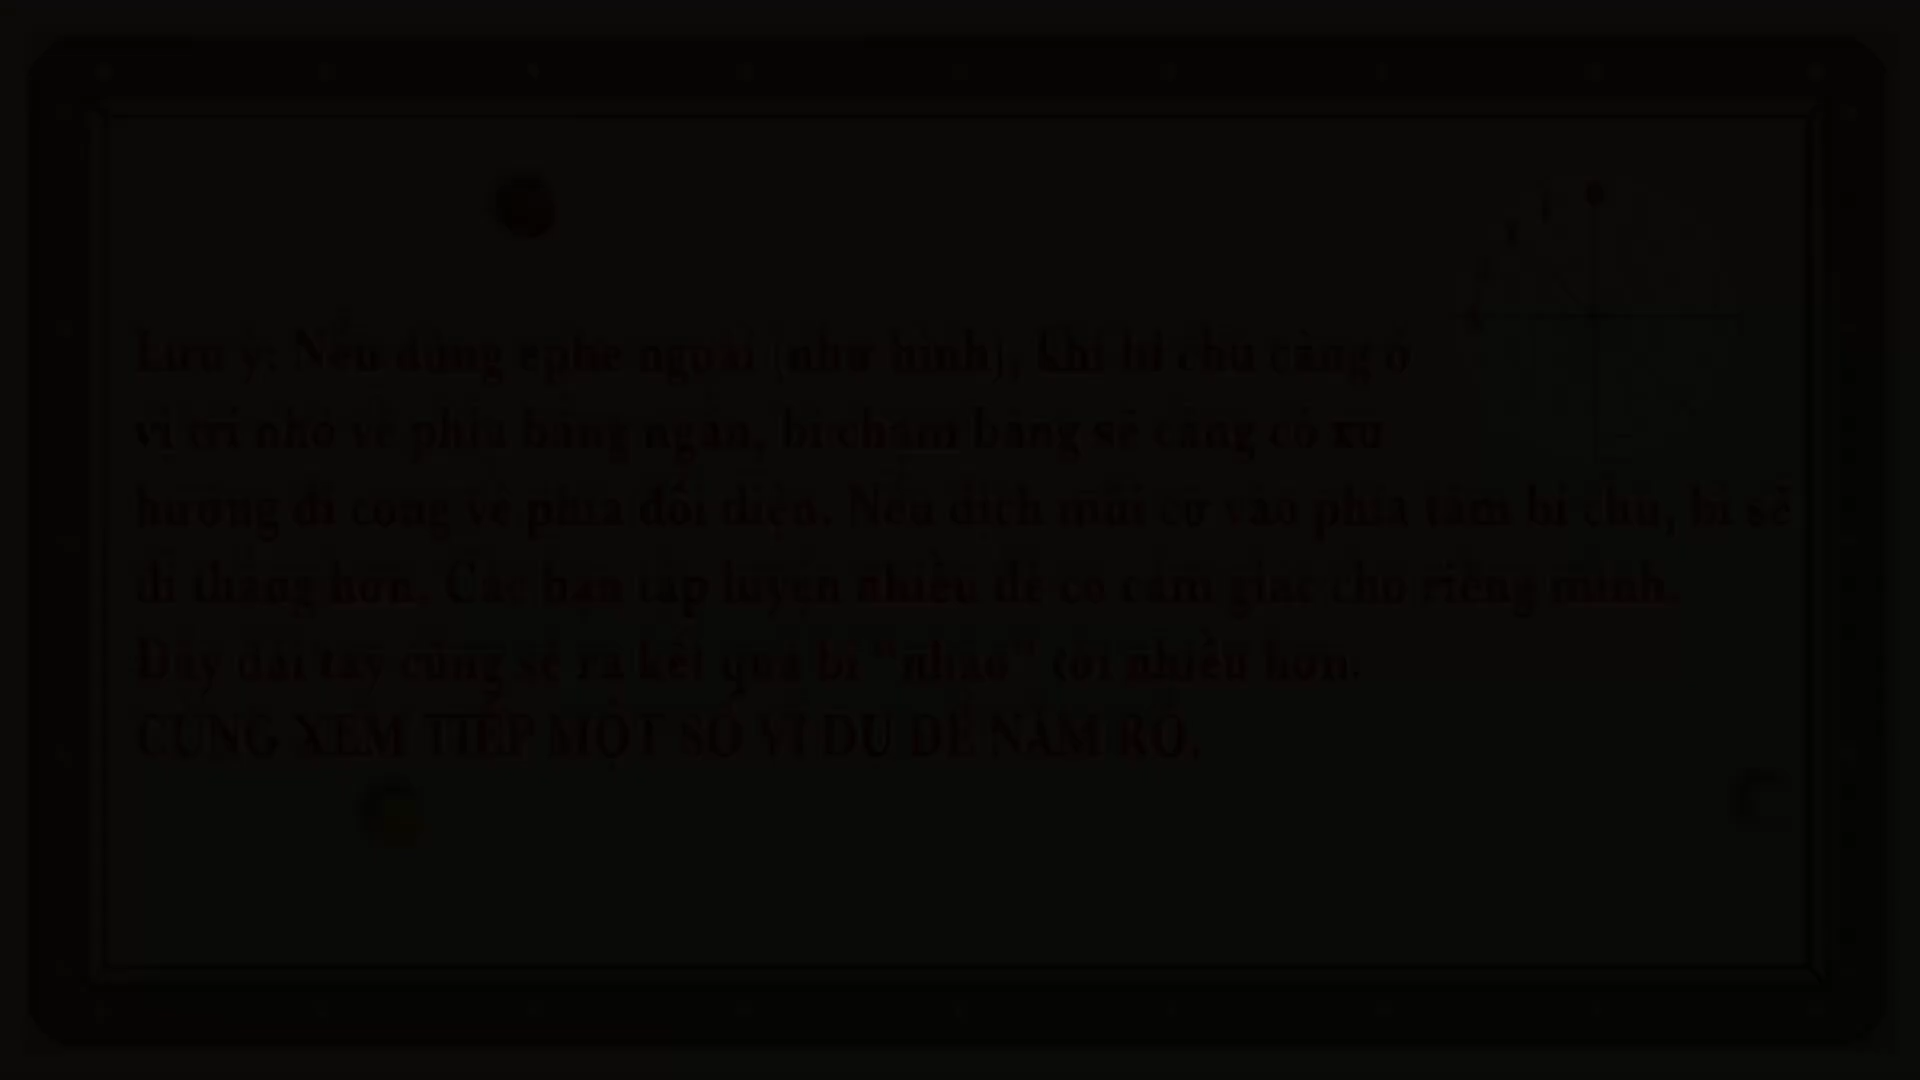 Lưu ý: Nếu dùng ephe ngoài (như hình), khi bi chủ càng ở
vị trí nhỏ về phía băng ngắn, bi chạm băng sẽ càng có xu
hướng đi cong về phía đối diện. Nếu dịch mũi cơ vào phía tâm bi chủ, bi sẽ
đi thẳng hơn. Các bạn tập luyện nhiều để có cảm giác cho riêng mình.
Đẩy dài tay cũng sẽ ra kết quả bi "nhao" tới nhiều hơn.
CÙNG XEM TIẾP MỘT SỐ VÍ DỤ ĐỂ NẮM RÕ.